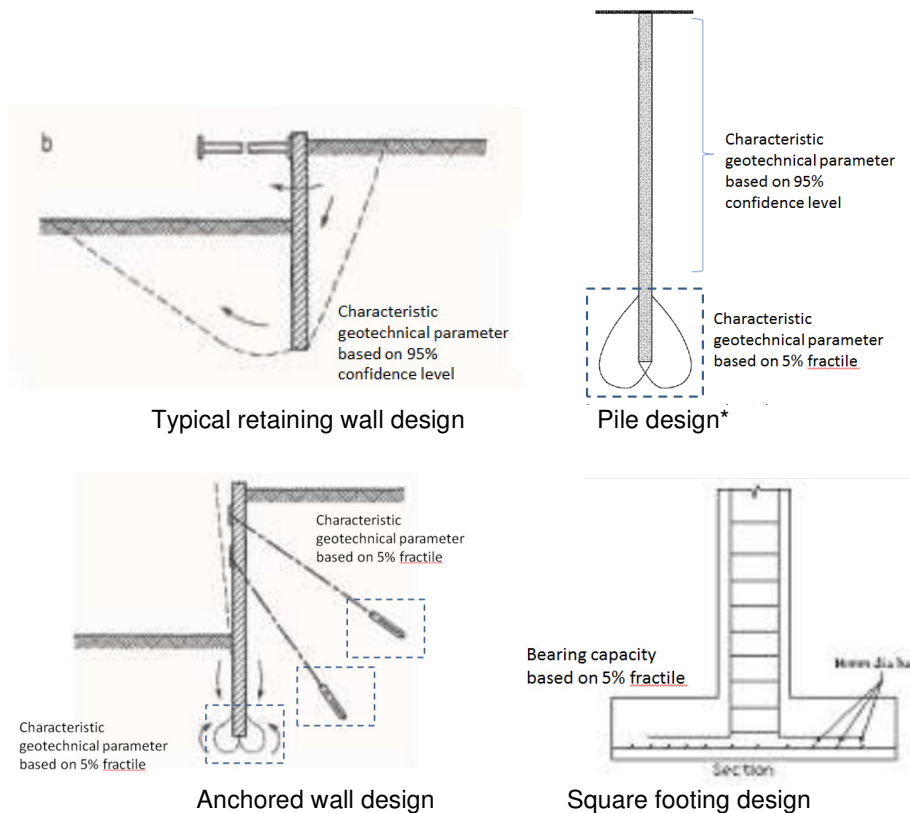 b
Characteristic
geotechnical parameter
based on 95%
confidence level
Typical retaining wall design
Characteristic
geotechnical parameter
based on 95%
confidence level
Characteristic
geotechnical parameter
based on 5% fractile
Pile design*
Characteristic
geotechnical parameter
based on 5% fractile
Characteristic
geotechnical parameter
based on 5% fractile
Anchored wall design
Bearing capacity
based on 5% fractile
dia
Section
Square footing design